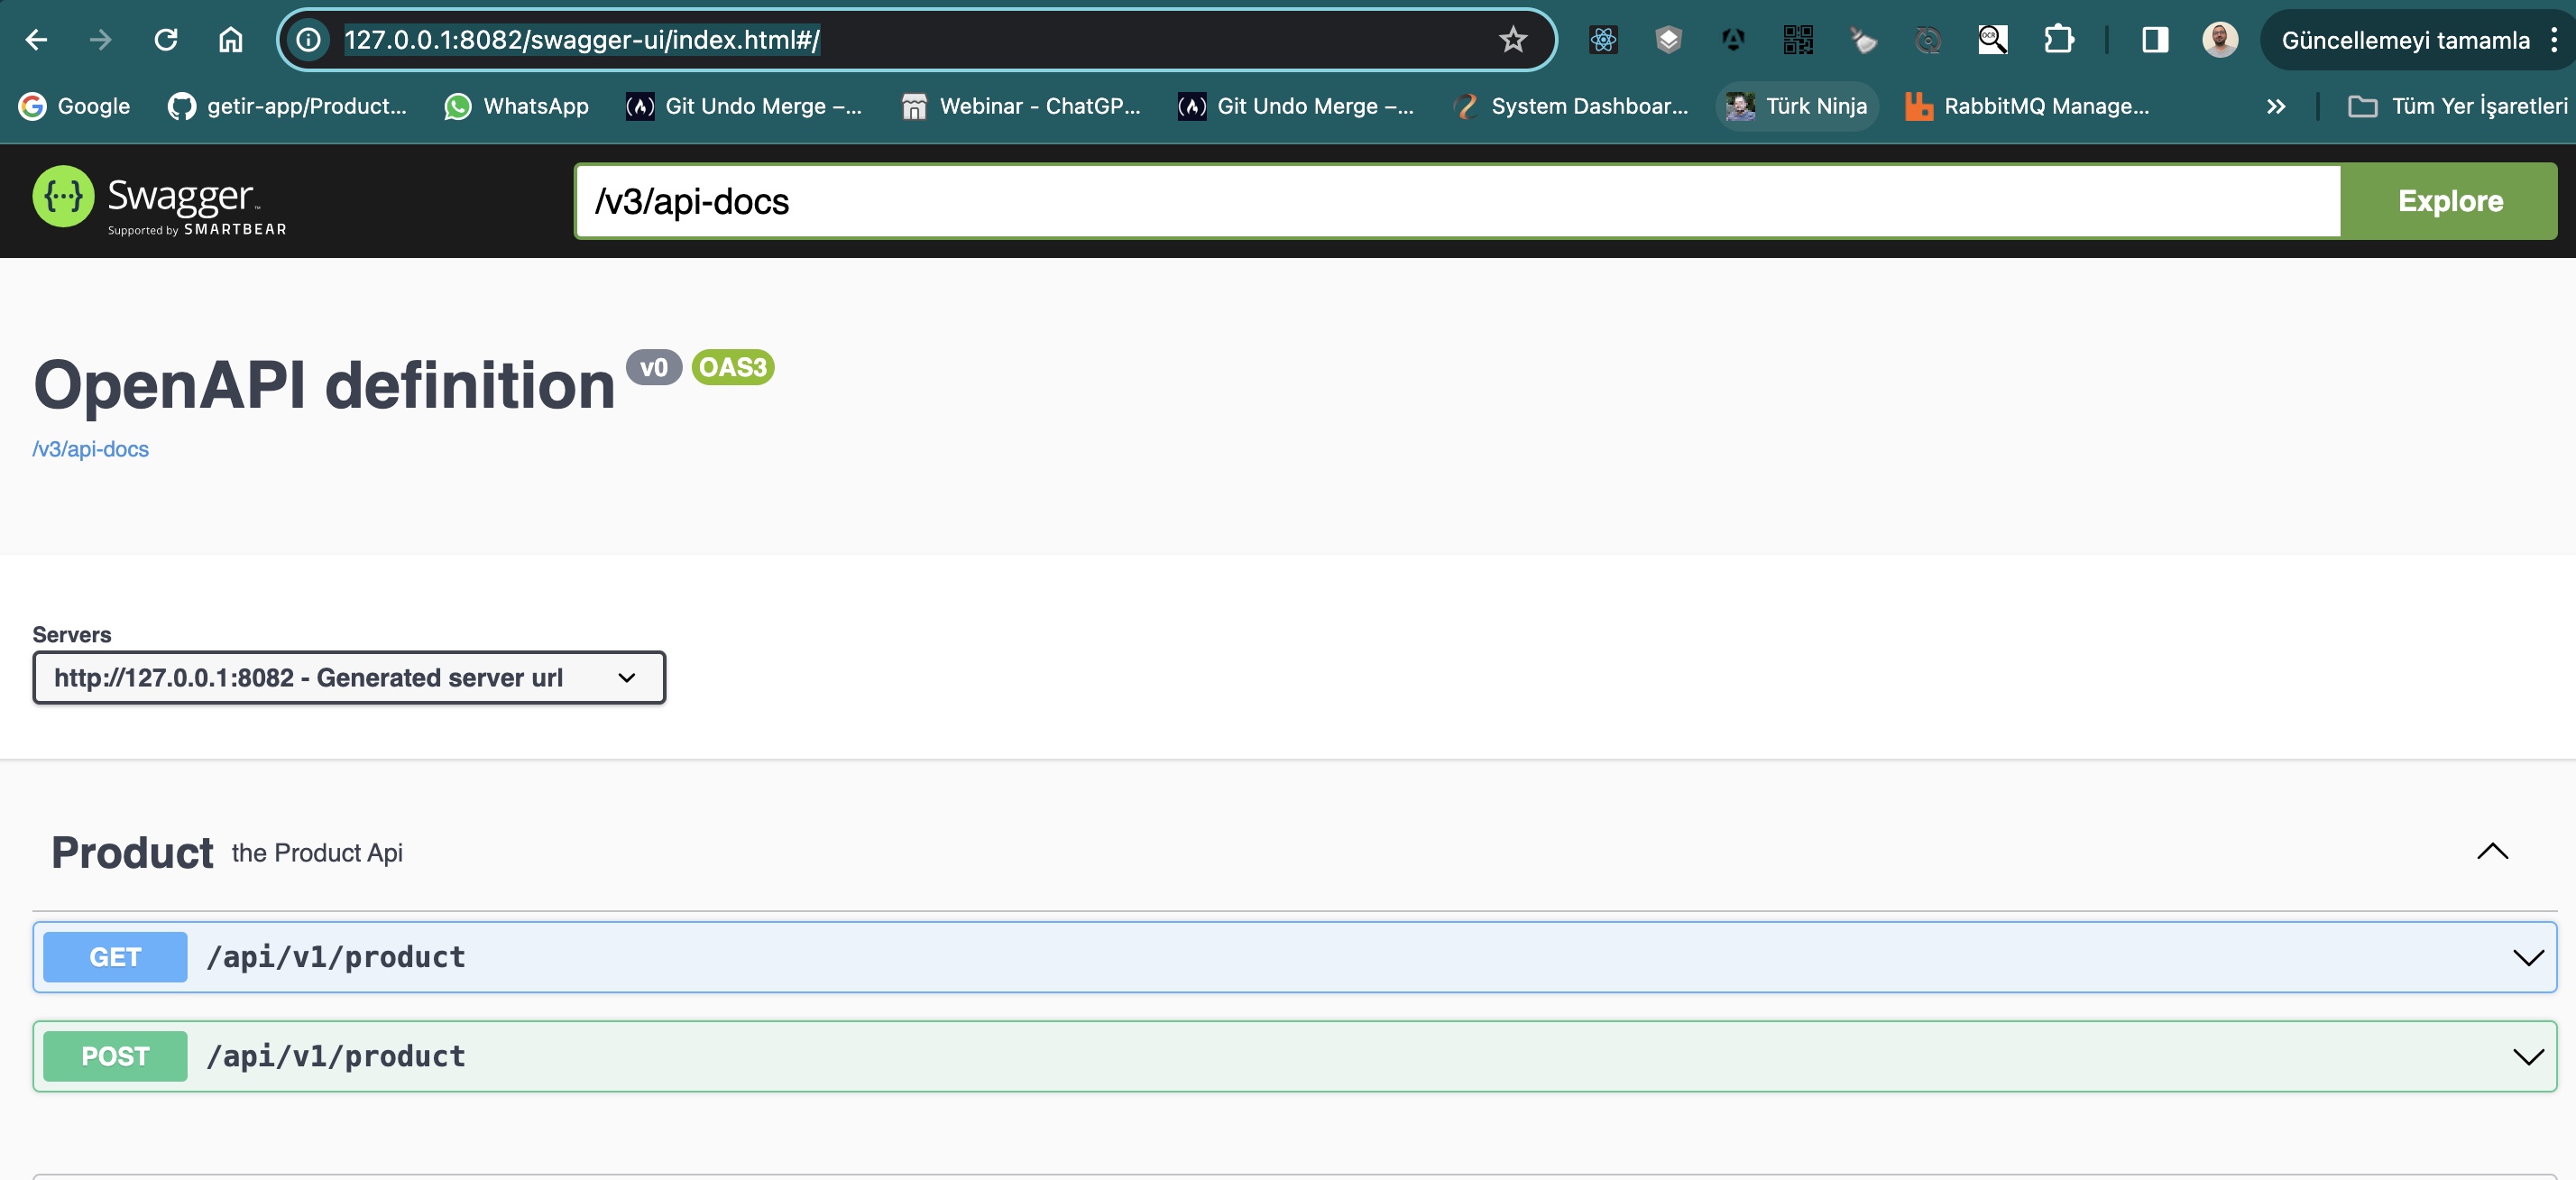 127.0.0.1:8082/swagger-ui/index.html#/
OCR
Güncellemeyi tamamla
Google
getir-app/Product...
WhatsApp
Git Undo Merge –...
Webinar - ChatGP...
Git Undo Merge –...
System Dashboar...
Türk Ninja
RabbitMQ Manage...
Tüm Yer İşaretleri
Swagger™
Supported by SMARTBEAR
/v3/api-docs
Explore
OpenAPI definition v0 OAS3
/v3/api-docs
Servers
http://127.0.0.1:8082 - Generated server url
Product the Product Api
GET /api/v1/product
POST /api/v1/product